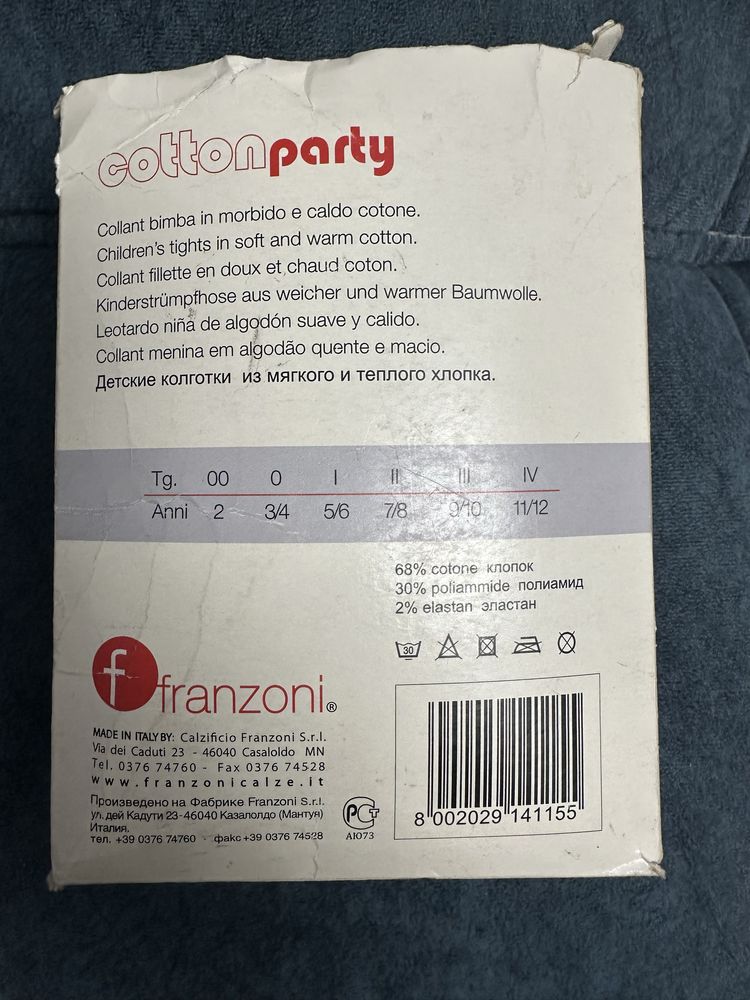 cottonparty
Collant bimba in morbido e caldo cotone.
Children's tights in soft and warm cotton.
Collant fillette en doux et chaud coton.
Kinderstrümpfhose aus weicher und warmer Baumwolle.
Leotardo niña de algodón suave y calido.
Collant menina em algodão quente e macio.
Детские колготки из мягкого и теплого хлопка.
Tg. 00 0 I II III IV
Anni 2 3/4 5/6 7/8 9/10 11/12
68% cotone хлопок
30% poliammide полиамид
2% elastan эластан
30
f franzoni®
MADE IN ITALY BY: Calzificio Franzoni S.r.l.
Via dei Caduti 23 - 46040 Casaloldo MN
Tel. 0376 74760 - Fax 0376 74528
www.franzonicalze.it
Произведено на Фабрике Franzoni S.r.l.
ул. дей Кадути 23-46040 Казалолдо (Мантуя)
Италия.
тел. +39 0376 74760 - факс +39 0376 74528
РСТ
АЮ73
8 002029 141155